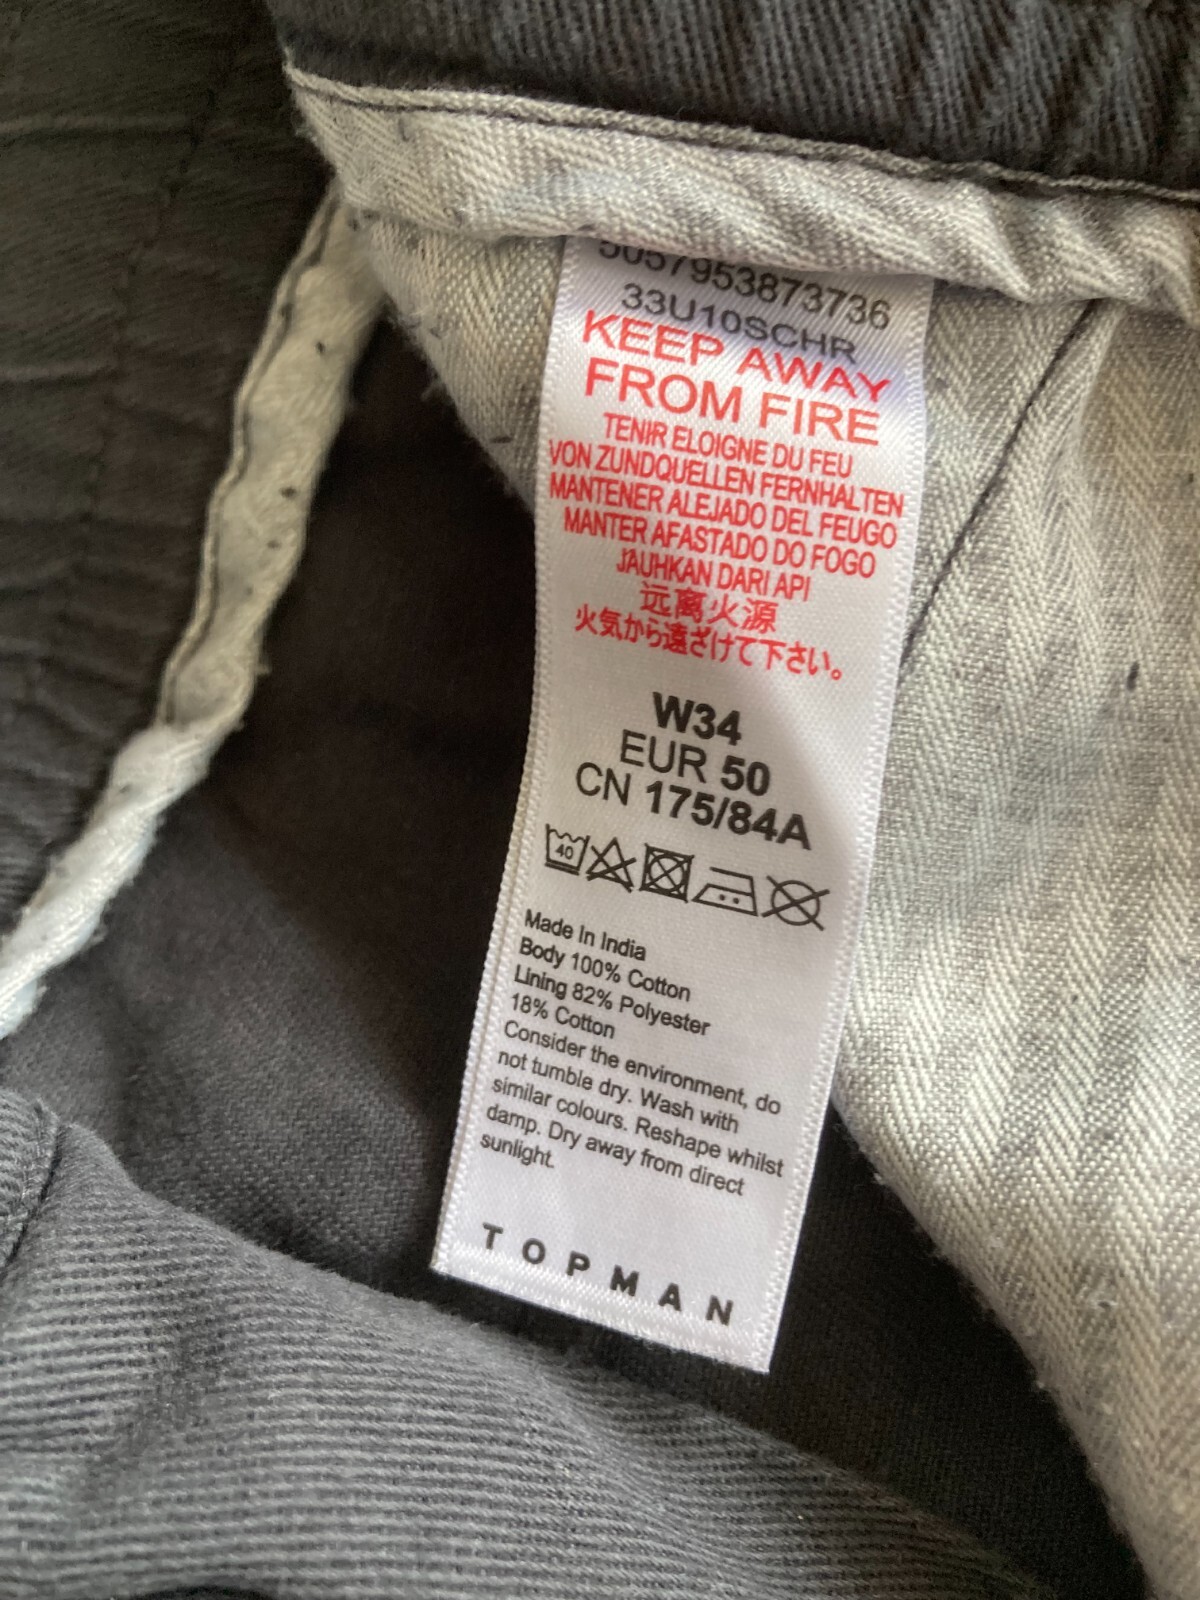 5057953873736
33U10SCHR
KEEP AWAY
FROM FIRE
TENIR ELOIGNE DU FEU
VON ZUNDQUELLEN FERNHALTEN
MANTENER ALEJADO DEL FEUGO
MANTER AFASTADO DO FOGO
JAUHKAN DARI API
远离火源
火気から遠ざけて下さい。
W34
EUR 50
CN 175/84A
40
Made In India
Body 100% Cotton
Lining 82% Polyester
18% Cotton
Consider the environment, do
not tumble dry. Wash with
similar colours. Reshape whilst
damp. Dry away from direct
sunlight.
TOPMAN